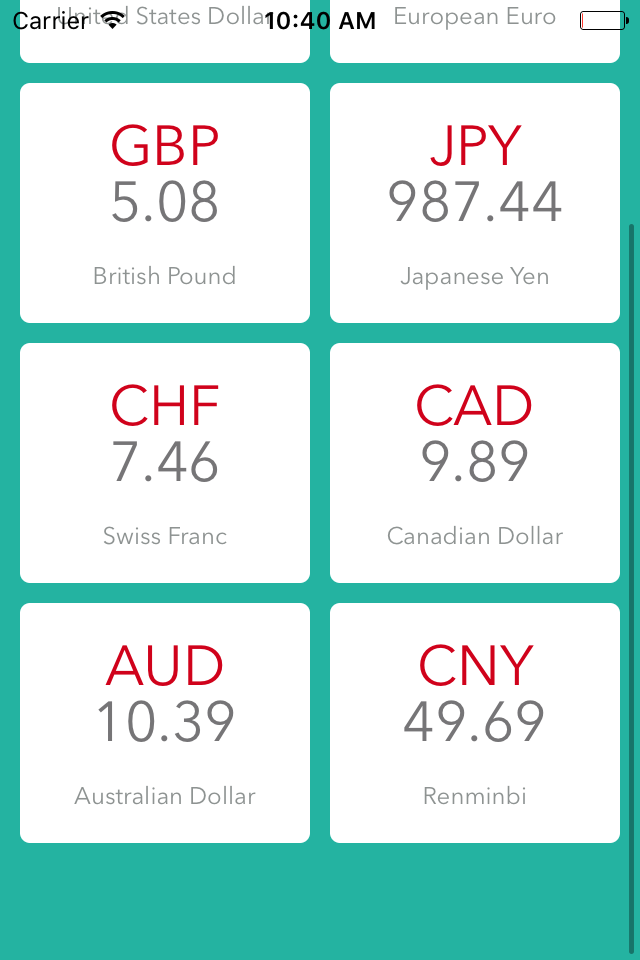 Carrier 10:40 AM
United States Dollar European Euro
GBP JPY
5.08 987.44
British Pound Japanese Yen
CHF CAD
7.46 9.89
Swiss Franc Canadian Dollar
AUD CNY
10.39 49.69
Australian Dollar Renminbi